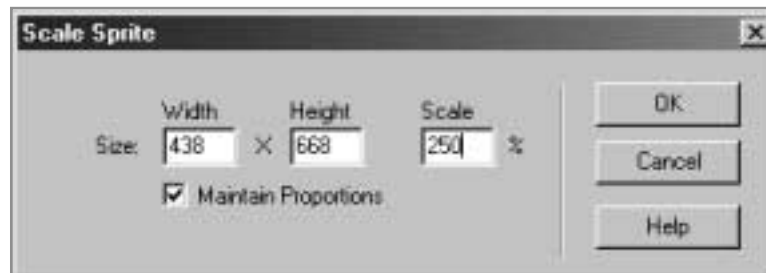 Scale Sprite
Width Height Scale
Size: 438 X 668 250 %
Maintain Proportions
OK
Cancel
Help